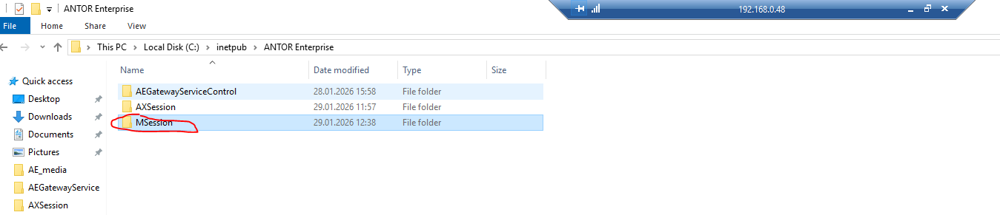 ANTOR Enterprise
192.168.0.48
File Home Share View
This PC Local Disk (C:) inetpub ANTOR Enterprise
Name Date modified Type Size
Quick access
Desktop
Downloads
Documents
Pictures
AE_media
AEGatewayService
AXSession
AEGatewayServiceControl 28.01.2026 15:58 File folder
AXSession 29.01.2026 11:57 File folder
MSession 29.01.2026 12:38 File folder